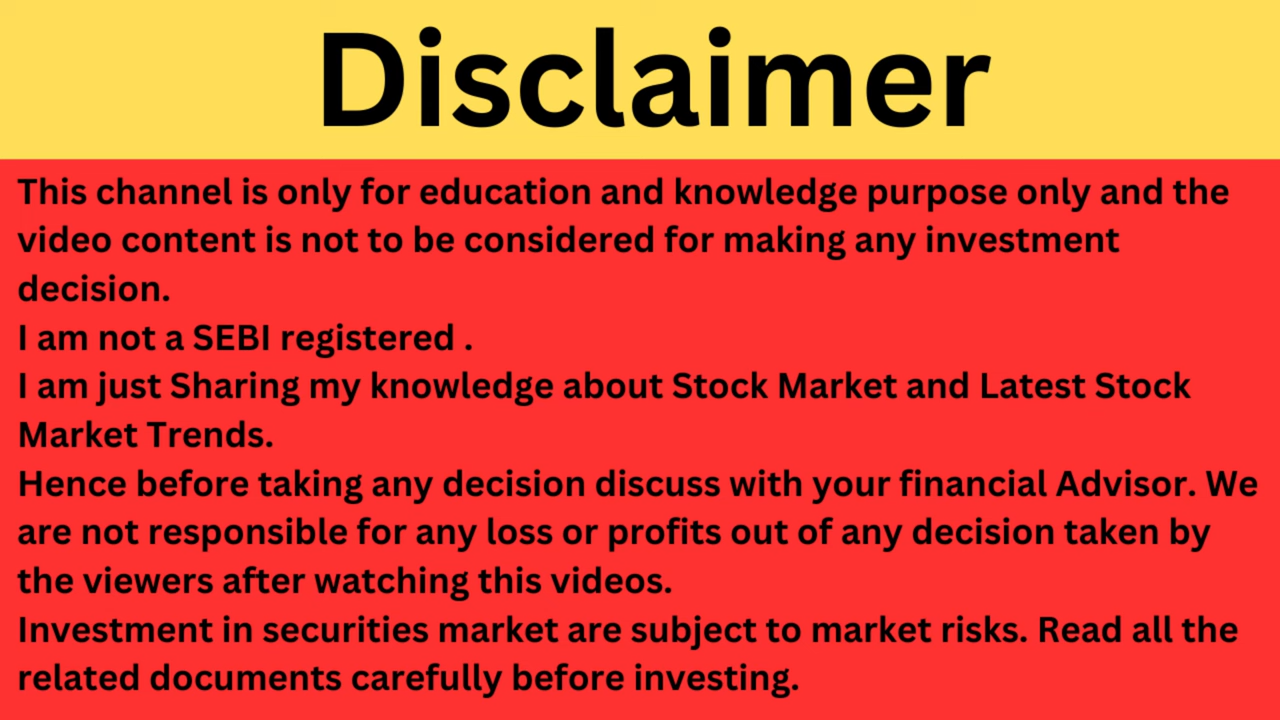 Disclaimer
This channel is only for education and knowledge purpose only and the
video content is not to be considered for making any investment
decision.
I am not a SEBI registered .
I am just Sharing my knowledge about Stock Market and Latest Stock
Market Trends.
Hence before taking any decision discuss with your financial Advisor. We
are not responsible for any loss or profits out of any decision taken by
the viewers after watching this videos.
Investment in securities market are subject to market risks. Read all the
related documents carefully before investing.